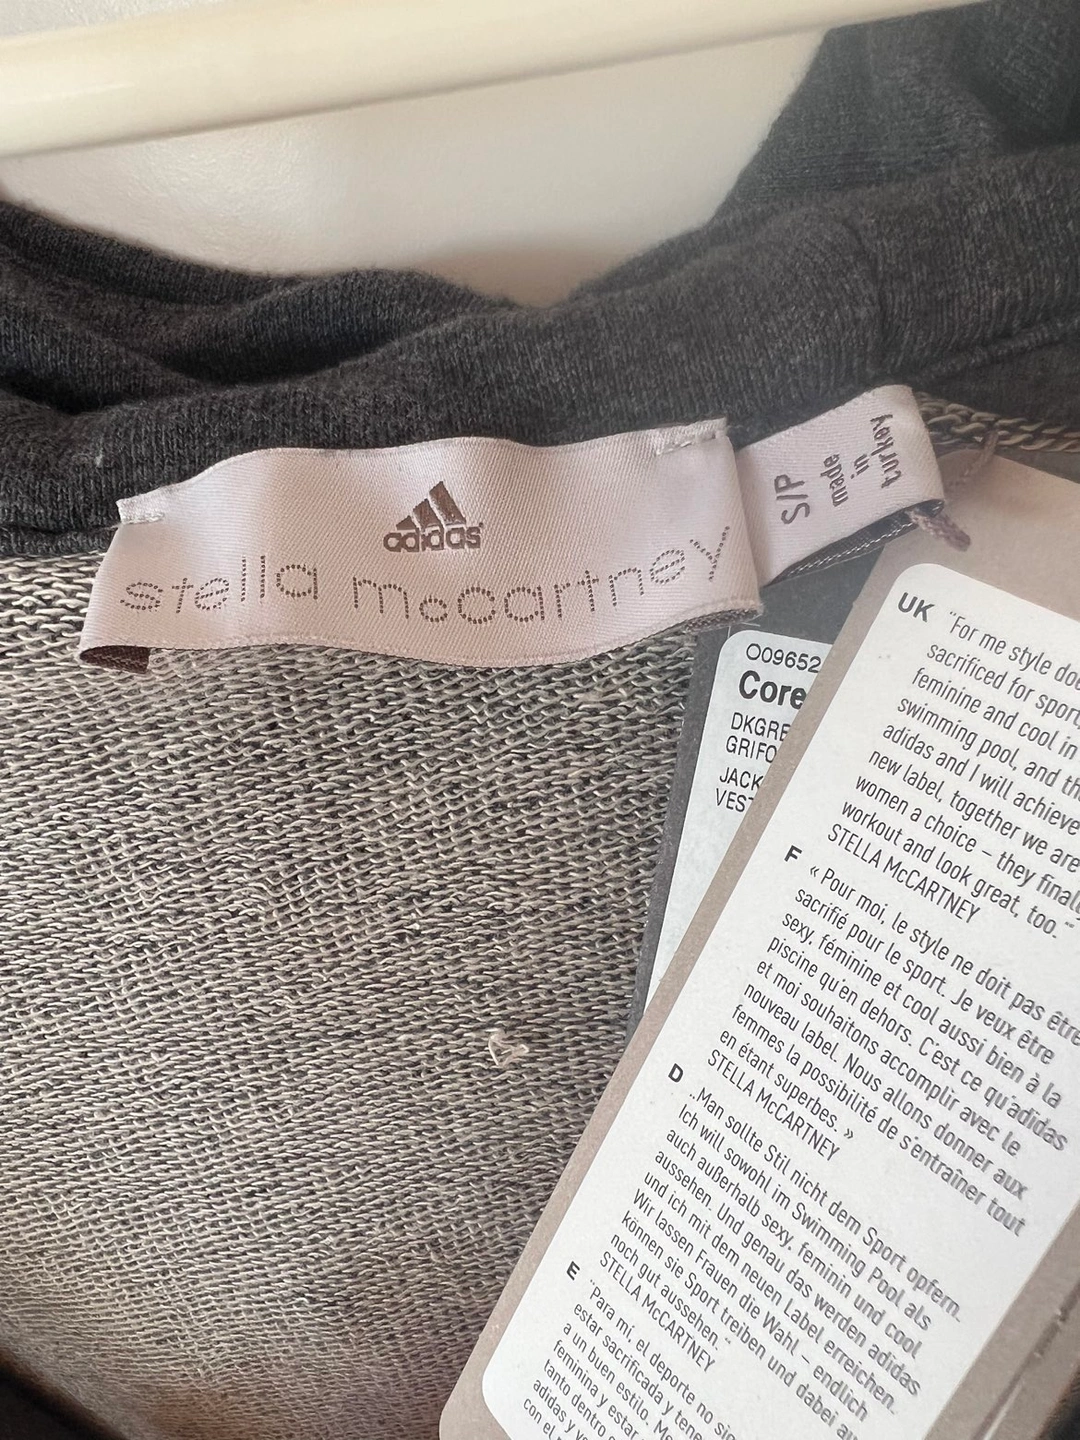 adidas
stella mccartney
S/P
made
in
turkey
O09652
Core
DKGRE
GRIFO
JACK
VES
UK "For me style
sacrificed for sport,
feminine and cool in
swimming pool, and
adidas and I will achieve
new label, together we are
women a choice – they
workout and look great, too."
STELLA McCARTNEY
F « Pour moi, le style ne doit pas être
sacrifié pour le sport. Je veux être
sexy, féminine et cool aussi bien à la
piscine qu'en dehors. C'est ce qu'adidas
et moi souhaitons accomplir avec le
nouveau label. Nous allons donner aux
femmes la possibilité de s'entraîner tout
en étant superbes. »
STELLA McCARTNEY
D „Man sollte Stil nicht dem Sport opfern.
Ich will sowohl im Swimming Pool als
auch außerhalb sexy, feminin und cool
aussehen. Und genau das werden adidas
und ich mit dem neuen Label erreichen.
Wir lassen Frauen die Wahl – endlich
können sie Sport treiben und dabei
noch gut aussehen."
STELLA McCARTNEY
E "Para mi, el deporte no
estar sacrificada y
a un buen estilo.
feminina y estar
tanto dentro
adidas y
con el